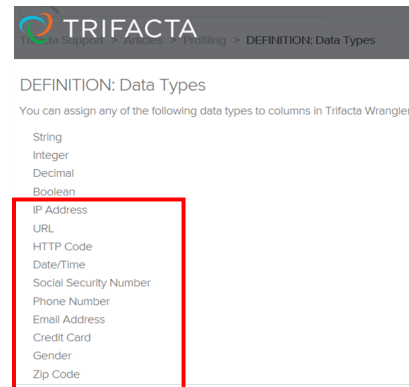 TRIFACTA
Trifacta Support > Articles > Profiling > DEFINITION: Data Types
DEFINITION: Data Types
You can assign any of the following data types to columns in Trifacta Wrangler
String
Integer
Decimal
Boolean
IP Address
URL
HTTP Code
Date/Time
Social Security Number
Phone Number
Email Address
Credit Card
Gender
Zip Code